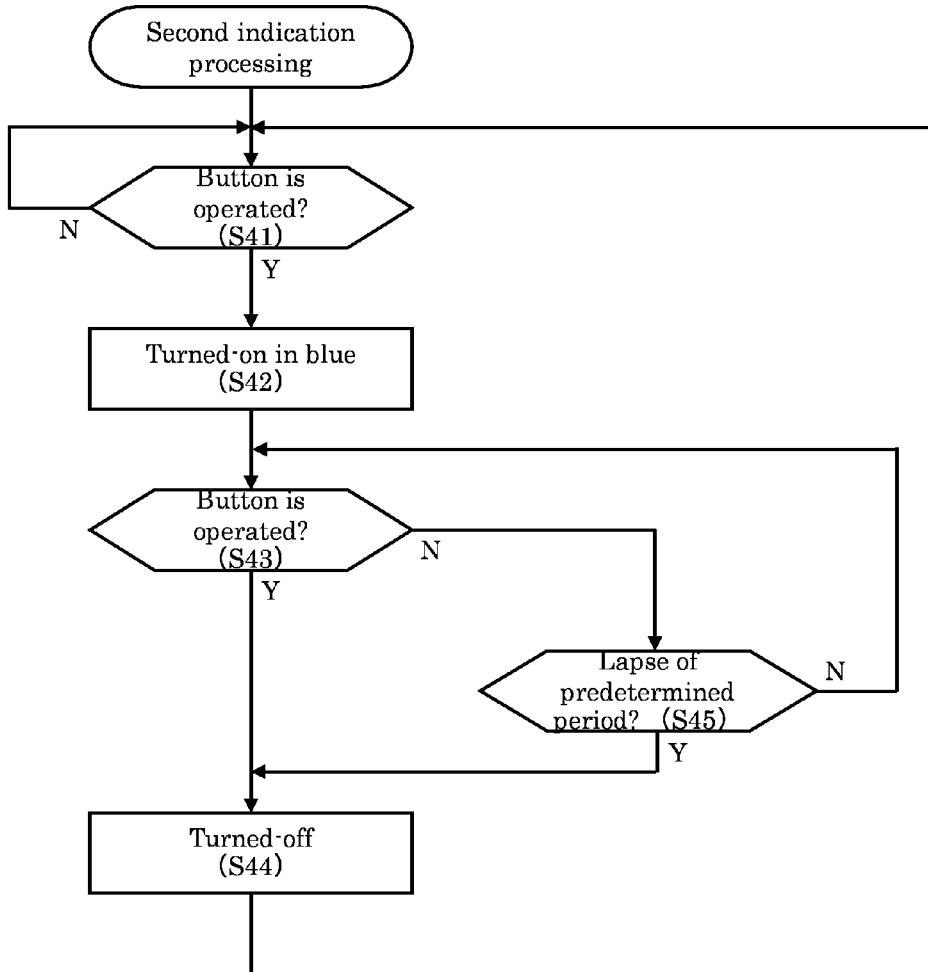 Second indication
processing
Button is
operated?
(S41)
N
Y
Turned-on in blue
(S42)
Button is
operated?
(S43)
N
Y
Lapse of
predetermined
period? (S45)
N
Y
Turned-off
(S44)